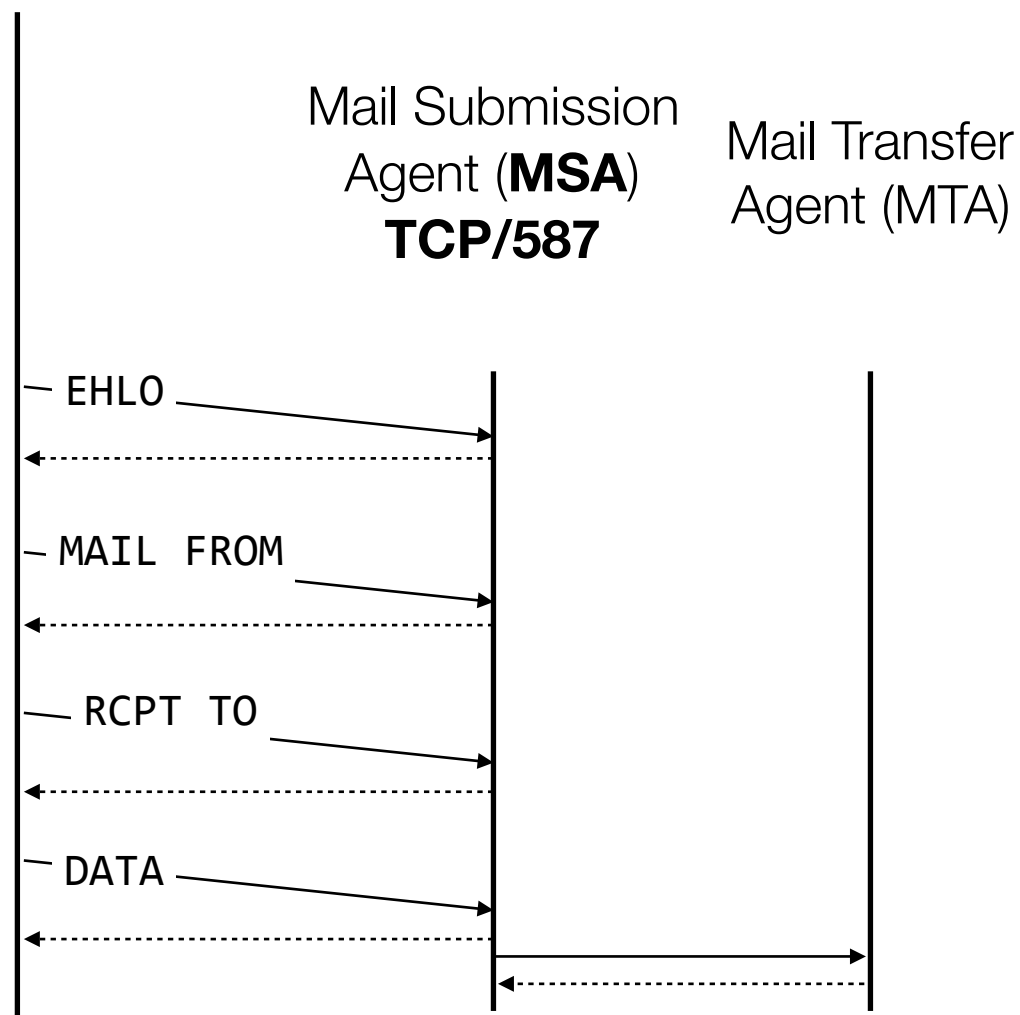 Mail Submission
Agent (MSA)
TCP/587
Mail Transfer
Agent (MTA)
EHLO
MAIL FROM
RCPT TO
DATA